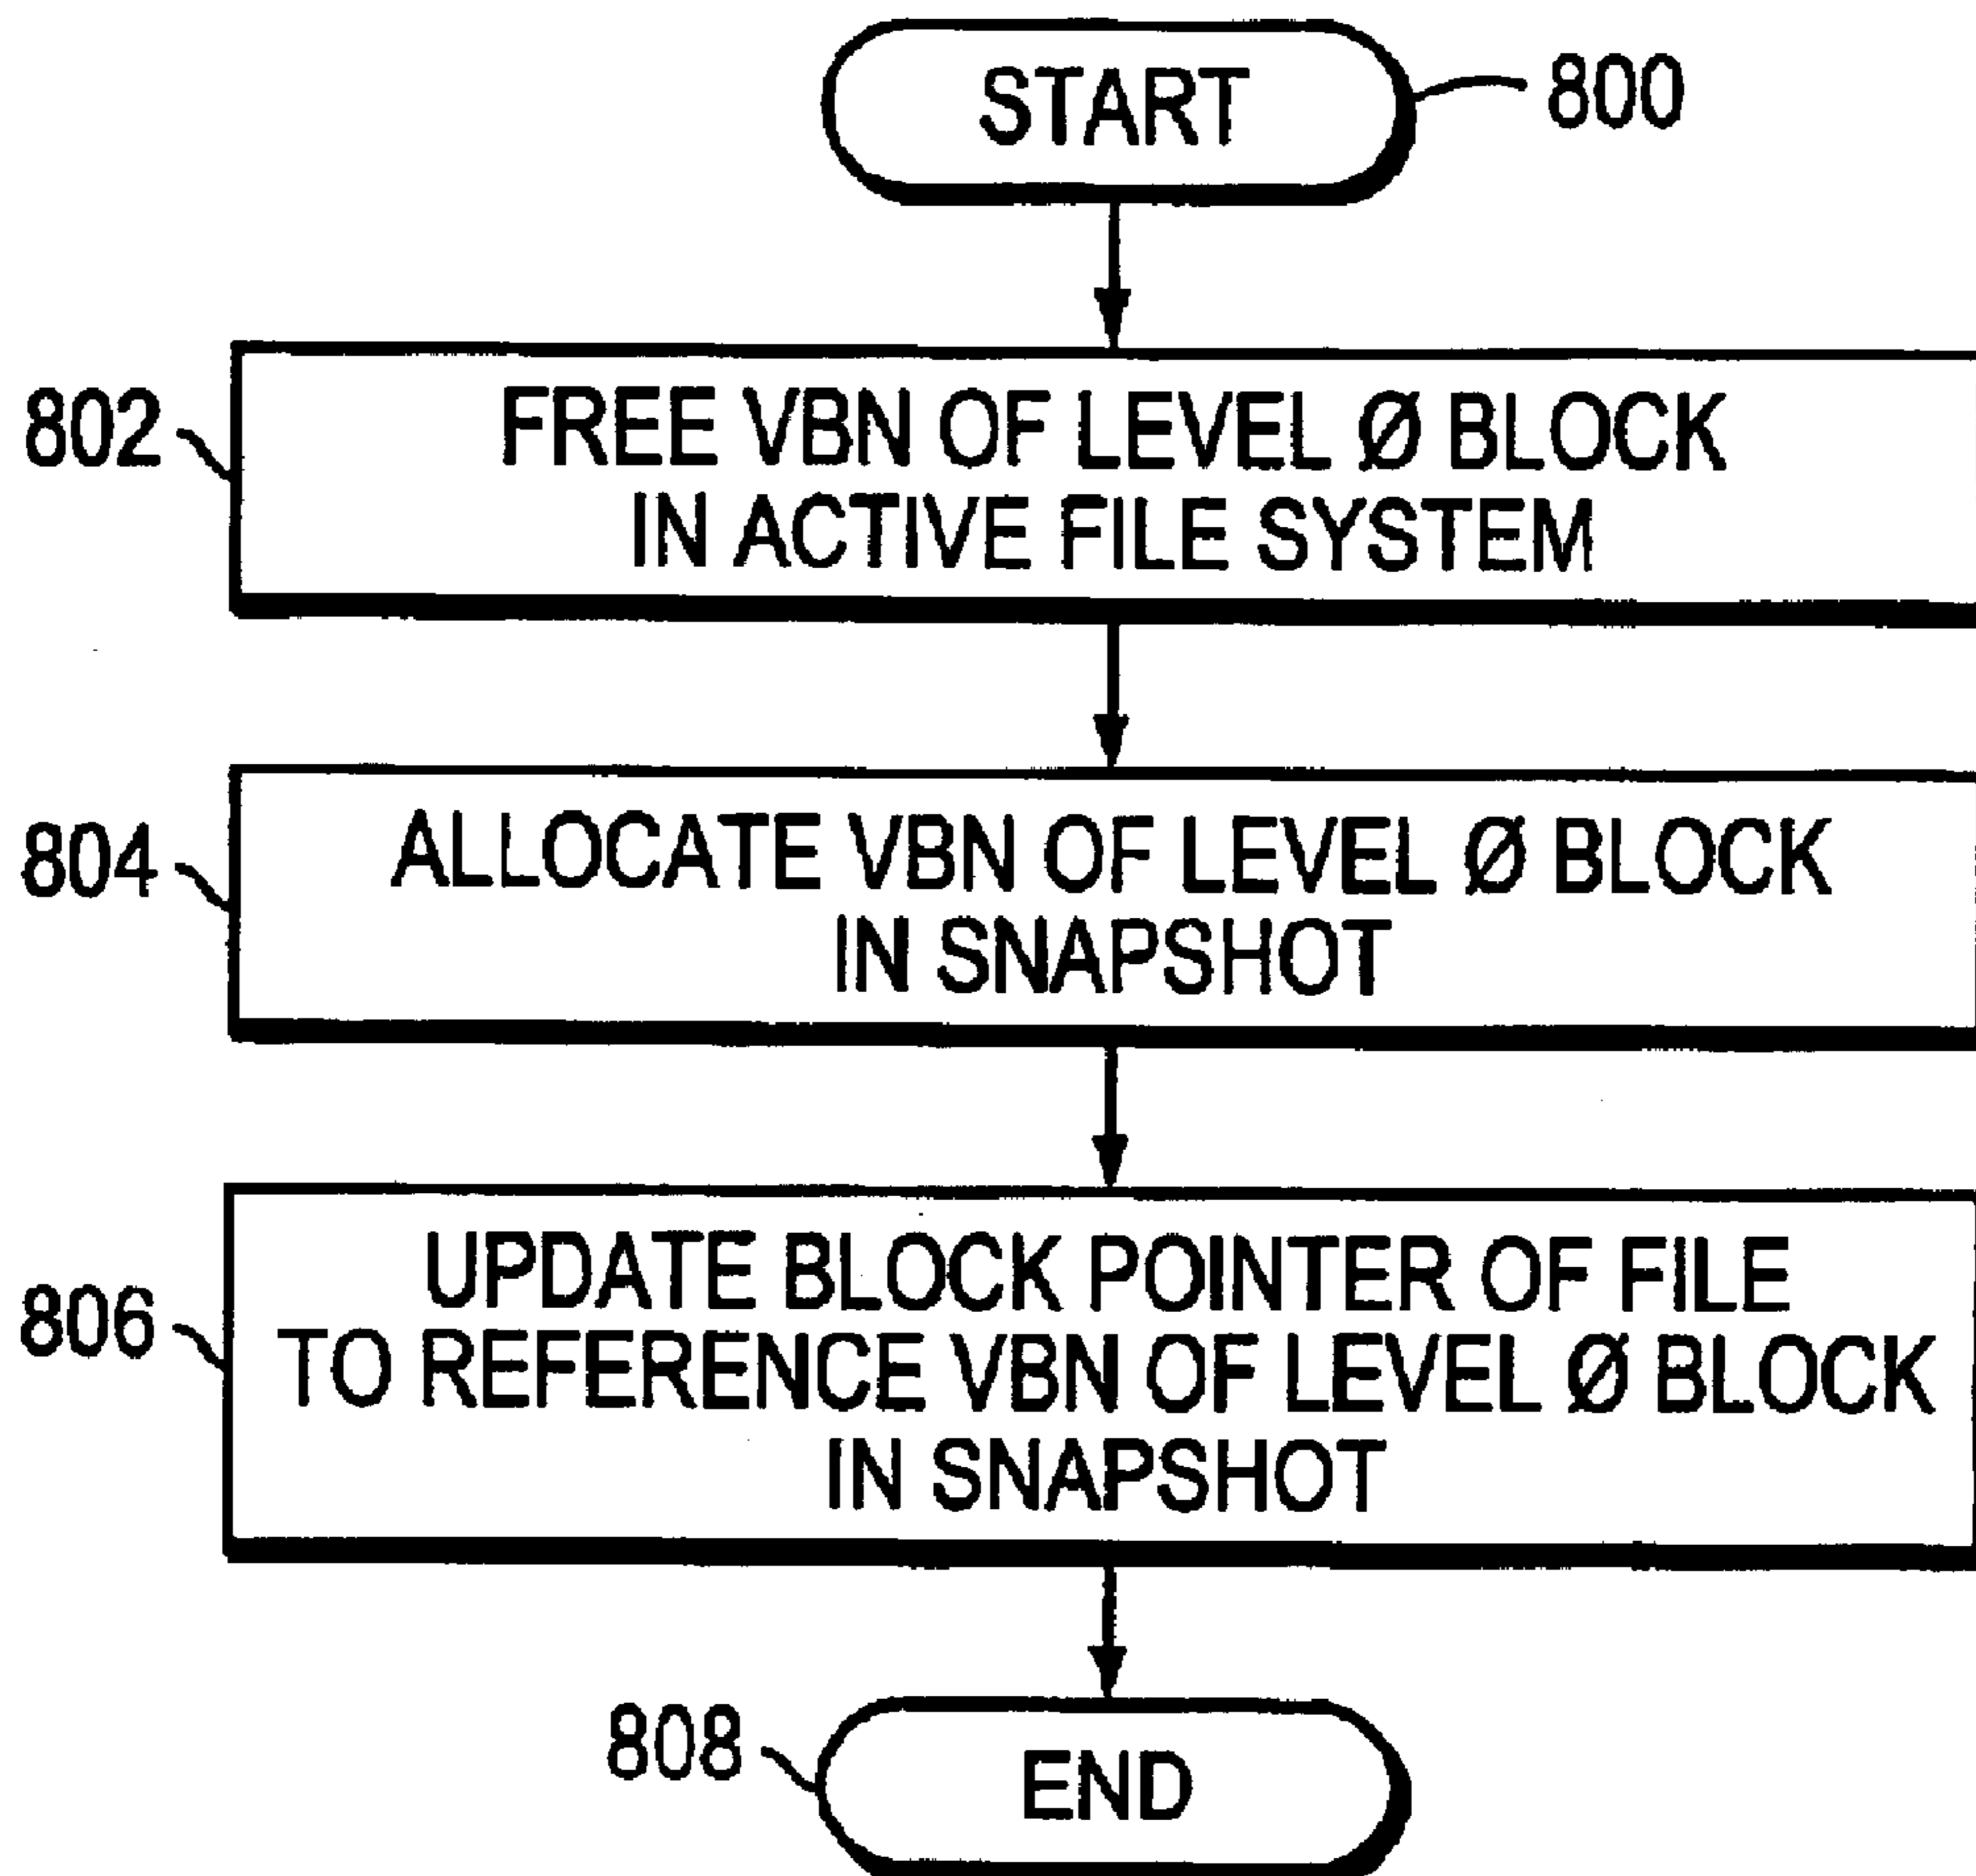 START
800
802
FREE VBN OF LEVEL Ø BLOCK
IN ACTIVE FILE SYSTEM
804
ALLOCATE VBN OF LEVEL Ø BLOCK
IN SNAPSHOT
806
UPDATE BLOCK POINTER OF FILE
TO REFERENCE VBN OF LEVEL Ø BLOCK
IN SNAPSHOT
808
END